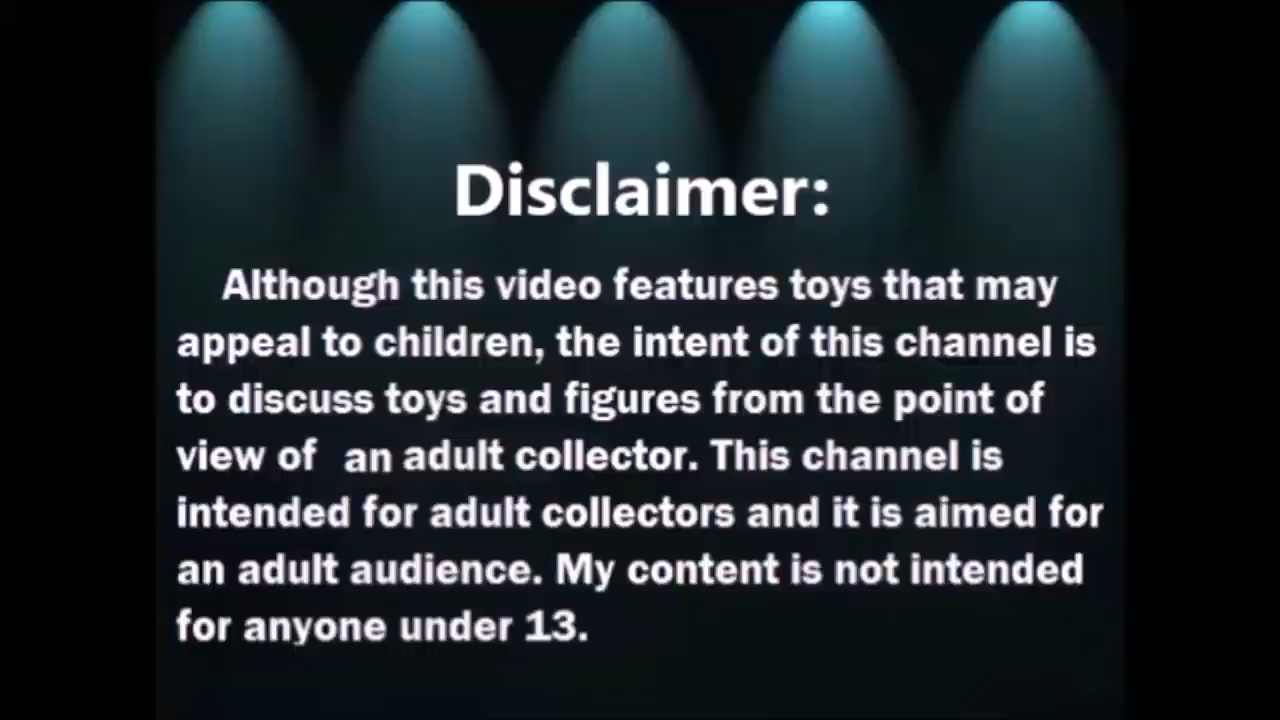 Disclaimer:
Although this video features toys that may
appeal to children, the intent of this channel is
to discuss toys and figures from the point of
view of an adult collector. This channel is
intended for adult collectors and it is aimed for
an adult audience. My content is not intended
for anyone under 13.